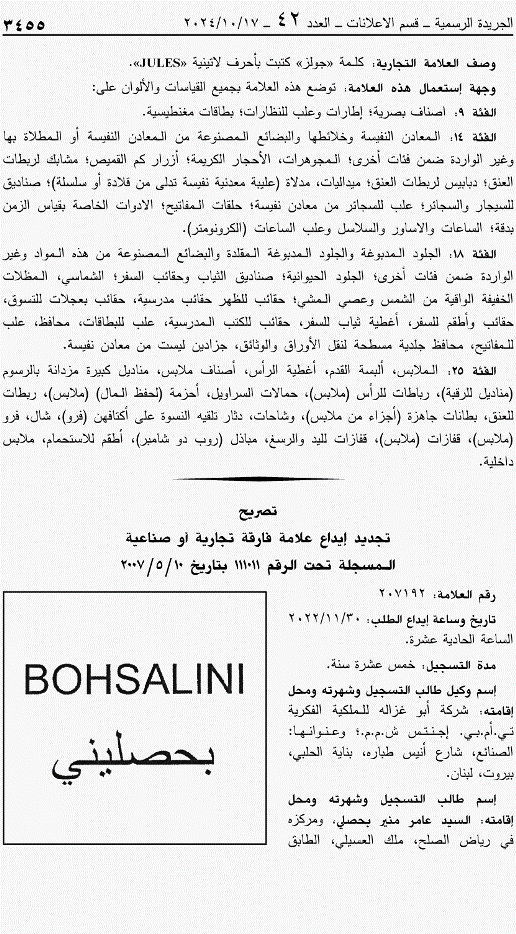 الجريدة الرسمية ـ قسم الاعلانات ـ العدد ٤٢ ـ ٢٠٢٤/١٠/١٧ ٣٤٥٥
وصف العلامة التجارية: كلمة «جولز» كتبت بأحرف لاتينية «JULES».
وجهة إستعمال هذه العلامة: توضع هذه العلامة بجميع القياسات والألوان على:
الفئة ٩: اصناف بصرية؛ إطارات وعلب للنظارات؛ بطاقات مغنطيسية.
الفئة ١٤: المعادن النفيسة وخلائطها والبضائع المصنوعة من المعادن النفيسة أو المطلاة بها
وغير الواردة ضمن فئات أخرى؛ المجوهرات، الأحجار الكريمة؛ أزرار كم القميص؛ مشابك لربطات
العنق؛ دبابيس لربطات العنق؛ ميداليات، مدلاة (عليبة معدنية نفيسة تدلى من قلادة أو سلسلة)؛ صناديق
للسيجار والسجائر؛ علب للسجائر من معادن نفيسة؛ حلقات المفاتيح؛ الادوات الخاصة بقياس الزمن
بدقة؛ الساعات والاساور والسلاسل وعلب الساعات (الكرونومتر).
الفئة ١٨: الجلود المدبوغة والجلود المدبوغة المقلدة والبضائع المصنوعة من هذه المواد وغير
الواردة ضمن فئات أخرى؛ الجلود الحيوانية؛ صناديق الثياب وحقائب السفر؛ الشماسي، المظلات
الخفيفة الواقية من الشمس وعصي المشي؛ حقائب للظهر حقائب مدرسية، حقائب بعجلات للتسوق،
حقائب وأطقم للسفر، أغطية ثياب للسفر، حقائب للكتب المدرسية، علب للبطاقات، محافظ، علب
للمفاتيح، محافظ جلدية مسطحة لنقل الأوراق والوثائق، جزادين ليست من معادن نفيسة.
الفئة ٢٥: الملابس، ألبسة القدم، أغطية الرأس، أصناف ملابس، مناديل كبيرة مزدانة بالرسوم
(مناديل للرقبة)، رباطات للرأس (ملابس)، حمالات السراويل، أحزمة (لحفظ المال) (ملابس)، ربطات
للعنق، بطانات جاهزة (أجزاء من ملابس)، وشاحات، دثار تلقيه النسوة على أكتافهن (فرو)، شال، فرو
(ملابس)، قفازات (ملابس)، قفازات لليد والرسغ، مباذل (روب دو شامبر)، أطقم للاستحمام، ملابس
داخلية.
تصريح
تجديد إيداع علامة فارقة تجارية أو صناعية
المسجلة تحت الرقم ١١١٠١١ بتاريخ ٢٠٠٧/٥/١٠
رقم العلامة: ٢٠٧١٩٢
تاريخ وساعة إيداع الطلب: ٢٠٢٢/١١/٣٠
الساعة الحادية عشرة.
مدة التسجيل: خمس عشرة سنة.
إسم وكيل طالب التسجيل وشهرته ومحل
إقامته: شركة أبو غزاله للملكية الفكرية
تي.أم.بي. إجنتس ش.م.م.؛ وعنوانها:
الصنائع، شارع أنيس طباره، بناية الحلبي،
بيروت، لبنان.
إسم طالب التسجيل وشهرته ومحل
إقامته: السيد عامر منير بحصلي، ومركزه
في رياض الصلح، ملك العسيلي، الطابق
BOHSALINI
بحصليني